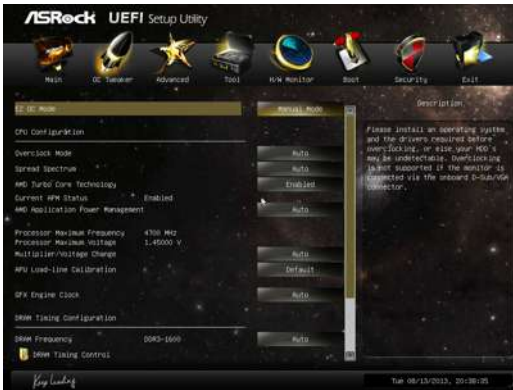 ASRock UEFI Setup Utility
Main OC Tweaker Advanced Tool H/W Monitor Boot Security Exit
EZ OC Mode Manual Mode
CPU Configuration
Overclock Mode Auto
Spread Spectrum Auto
AMD Turbo Core Technology Enabled
Current APM Status Enabled
AMD Application Power Management Auto
Processor Maximum Frequency 4700 MHz
Processor Maximum Voltage 1.45000 V
Multiplier/Voltage Change Auto
APU Load-line Calibration Default
GFX Engine Clock Auto
DRAM Timing Configuration
DRAM Frequency DDR3-1600 Auto
DRAM Timing Control
Description
Please install an operating system
and the drivers required before
overclocking, or else your HDD's
may be undetectable. Overclocking
is not supported if the monitor is
connected via the onboard D-Sub/VGA
connector.
Keep Leading
Tue 08/13/2013, 20:38:35